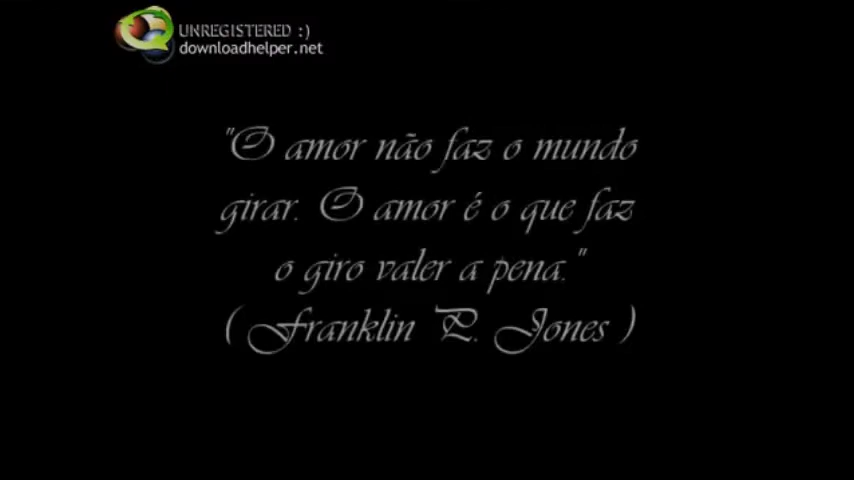 UNREGISTERED :)
downloadhelper.net
"O amor não faz o mundo
girar. O amor é o que faz
o giro valer a pena."
( Franklin P. Jones )